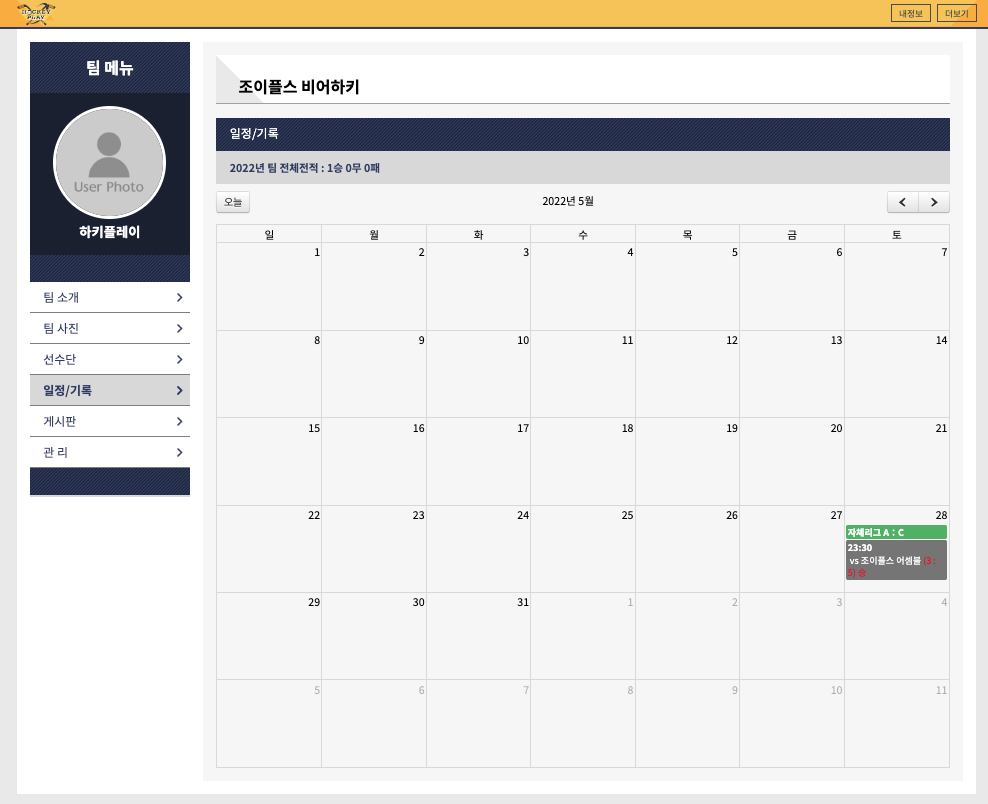 HOCKEY
PLAY
내정보 더보기
팀 메뉴
User Photo
하키플레이
팀 소개
팀 사진
선수단
일정/기록
게시판
관 리
조이플스 비어하키
일정/기록
2022년 팀 전체전적 : 1승 0무 0패
오늘 2022년 5월
일 월 화 수 목 금 토
1 2 3 4 5 6 7
8 9 10 11 12 13 14
15 16 17 18 19 20 21
22 23 24 25 26 27 28
자체리그 A : C
23:30
vs 조이플스 어셈블 (3 :
5) 승
29 30 31 1 2 3 4
5 6 7 8 9 10 11